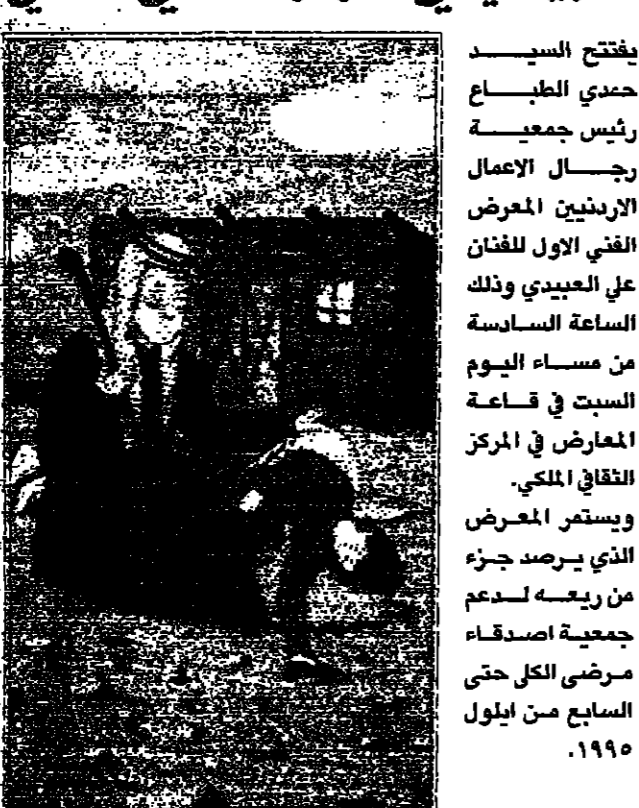 يفتتح السيد
حمدي الطباع
رئيس جمعية
رجال الاعمال
الاردنيين المعرض
الفني الاول للفنان
علي العبيدي وذلك
الساعة السادسة
من مساء اليوم
السبت في قاعة
المعارض في المركز
الثقافي الملكي.
ويستمر المعرض
الذي يرصد جزء
من ريعه لدعم
جمعية اصدقاء
مرضى الكلى حتى
السابع من ايلول
١٩٩٥.